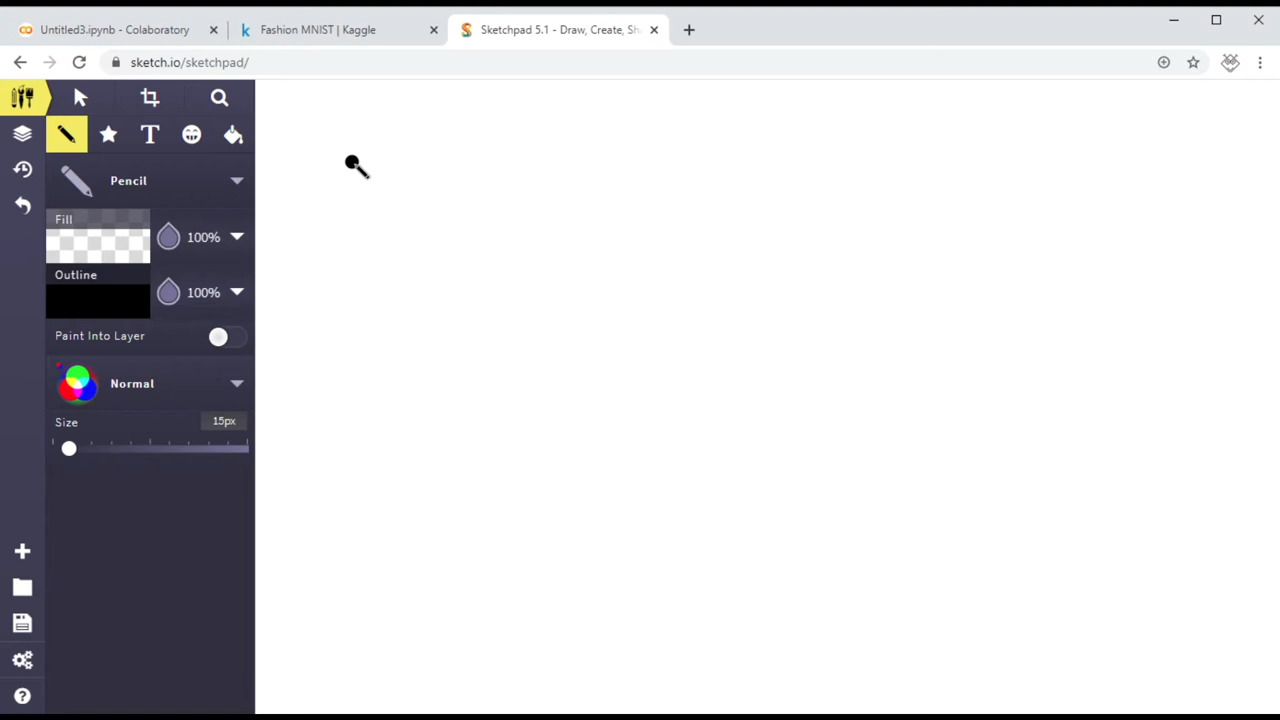 Untitled3.ipynb - Colaboratory
Fashion MNIST | Kaggle
Sketchpad 5.1 - Draw, Create, Sh
sketch.io/sketchpad/
T
Pencil
Fill
100%
Outline
100%
Paint Into Layer
Normal
Size
15px